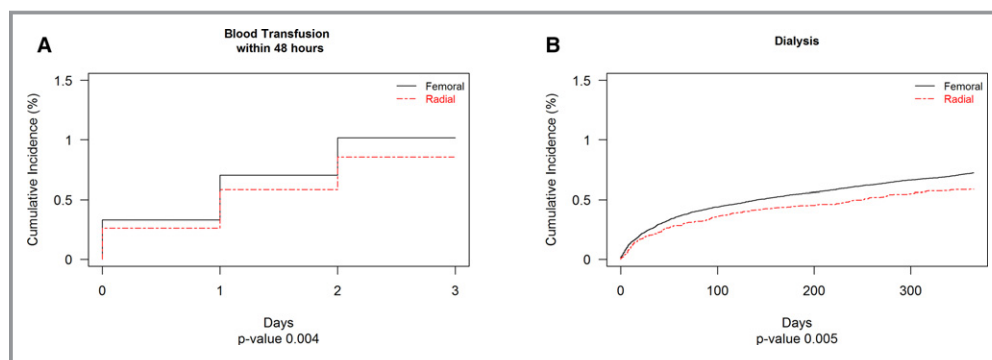 A
Blood Transfusion
within 48 hours
Cumulative Incidence (%)
1.5
1
0.5
0
Femoral
Radial
0 1 2 3
Days
p-value 0.004
B
Dialysis
Cumulative Incidence (%)
1.5
1
0.5
0
Femoral
Radial
0 100 200 300
Days
p-value 0.005